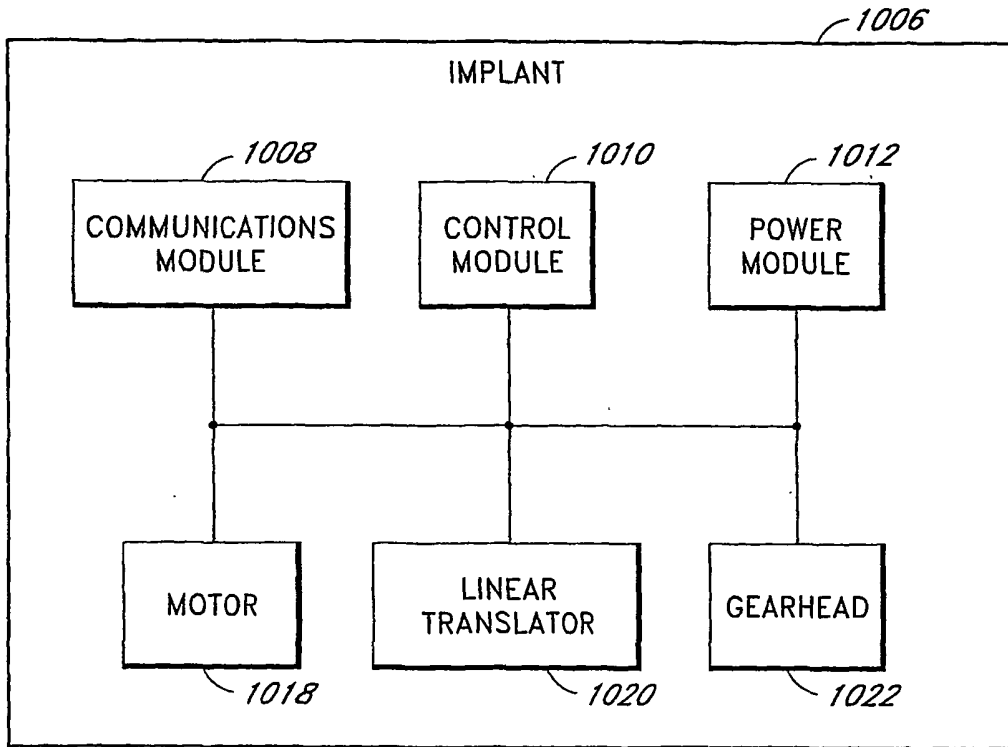 1006
IMPLANT
1008
1010
1012
COMMUNICATIONS
MODULE
CONTROL
MODULE
POWER
MODULE
MOTOR
LINEAR
TRANSLATOR
GEARHEAD
1018
1020
1022